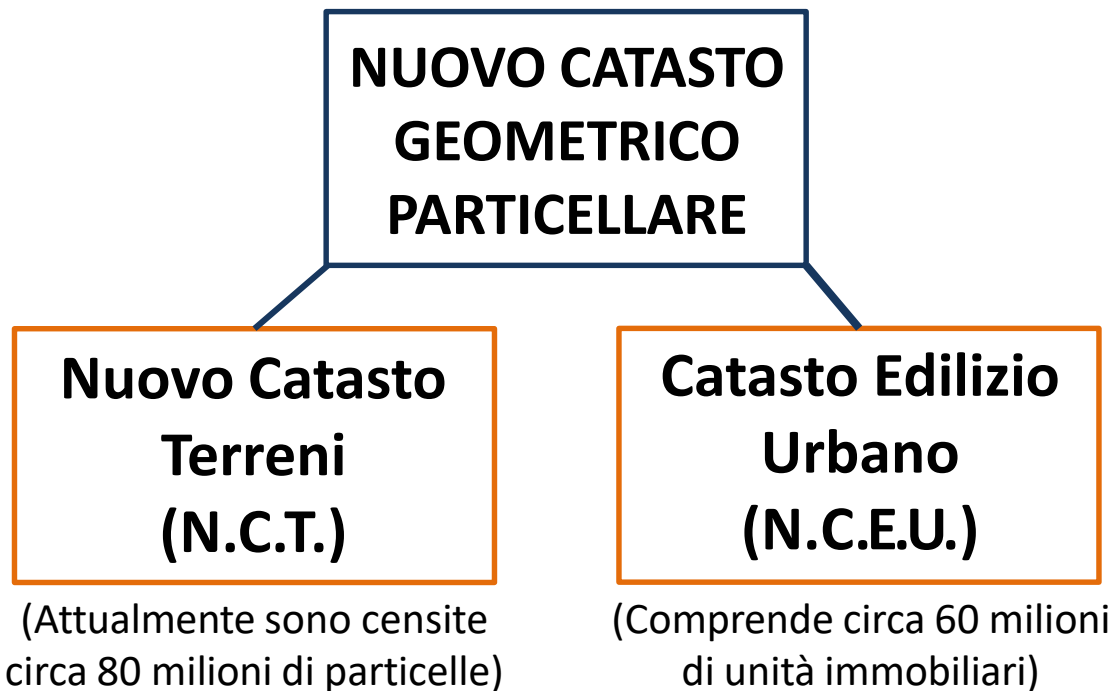 NUOVO CATASTO
GEOMETRICO
PARTICELLARE
Nuovo Catasto
Terreni
(N.C.T.)
(Attualmente sono censite
circa 80 milioni di particelle)
Catasto Edilizio
Urbano
(N.C.E.U.)
(Comprende circa 60 milioni
di unità immobiliari)